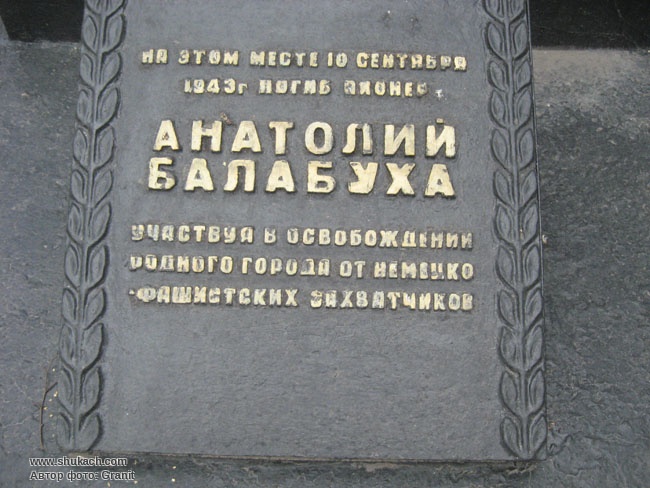 НА ЭТОМ МЕСТЕ 10 СЕНТЯБРЯ
1943г ПОГИБ ПИОНЕР
АНАТОЛИЙ
БАЛАБУХА
УЧАСТВУЯ В ОСВОБОЖДЕНИИ
РОДНОГО ГОРОДА ОТ НЕМЕЦКО
-ФАШИСТСКИХ ЗАХВАТЧИКОВ
www.shukach.com
Автор фото: Granit